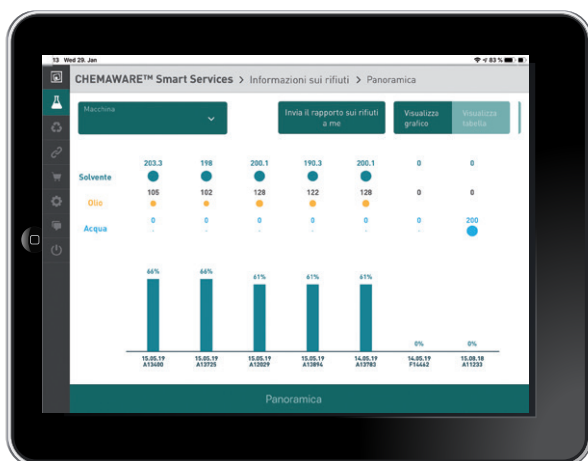 13 Wed 29. Jan 83 %
CHEMAWARE™ Smart Services > Informazioni sui rifiuti > Panoramica
Macchina
Invia il rapporto sui rifiuti
a me
Visualizza
grafico
Visualizza
tabella
203.3 198 200.1 190.3 200.1 0 0
Solvente
105 102 128 122 128 0 0
Olio
0 0 0 0 0 0 200
Acqua
- - - - - -
66% 66% 61% 61% 61% 0% 0%
15.05.19 15.05.19 15.05.19 15.05.19 14.05.19 14.05.19 15.08.18
A13400 A13725 A13029 A13894 A13783 F14442 A11233
Panoramica